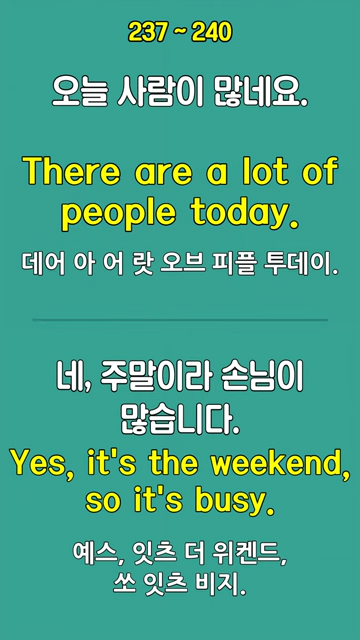 237 ~ 240
오늘 사람이 많네요.
There are a lot of
people today.
데어 아 어 랏 오브 피플 투데이.
네, 주말이라 손님이
많습니다.
Yes, it's the weekend,
so it's busy.
예스, 잇츠 더 위켄드,
쏘 잇츠 비지.